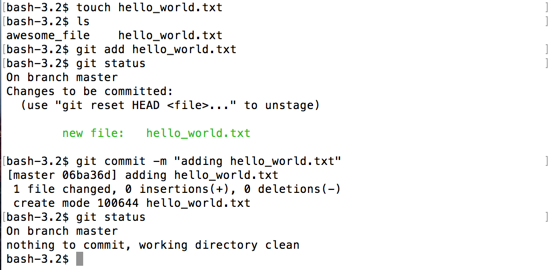 [bash-3.2$ touch hello_world.txt ]
[bash-3.2$ ls ]
awesome_file hello_world.txt
[bash-3.2$ git add hello_world.txt ]
[bash-3.2$ git status ]
On branch master
Changes to be committed:
(use "git reset HEAD <file>..." to unstage)
new file: hello_world.txt
[bash-3.2$ git commit -m "adding hello_world.txt" ]
[master 06ba36d] adding hello_world.txt
1 file changed, 0 insertions(+), 0 deletions(-)
create mode 100644 hello_world.txt
[bash-3.2$ git status ]
On branch master
nothing to commit, working directory clean
bash-3.2$